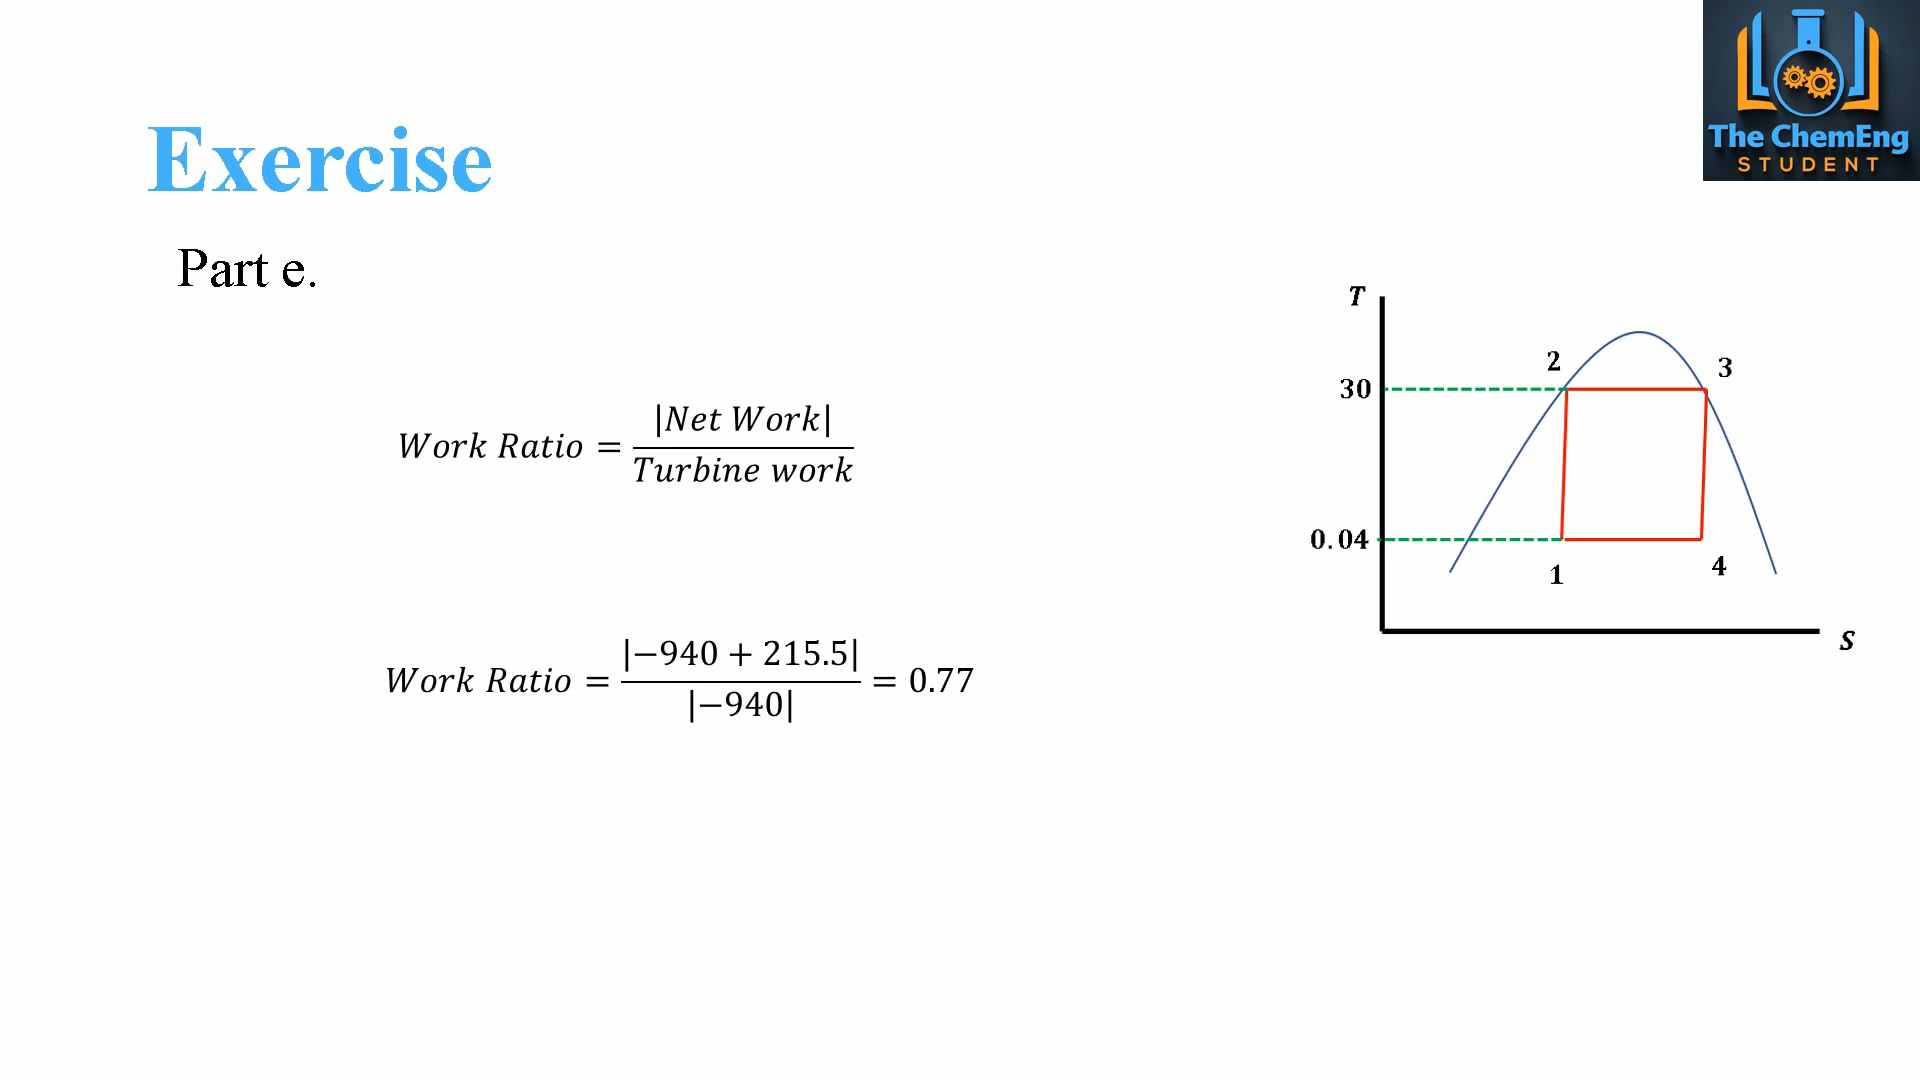 The ChemEng
STUDENT
Exercise
Part e.
Work Ratio = |Net Work| / Turbine work
Work Ratio = |−940 + 215.5| / |−940| = 0.77
T
2
3
30
0.04
1
4
S